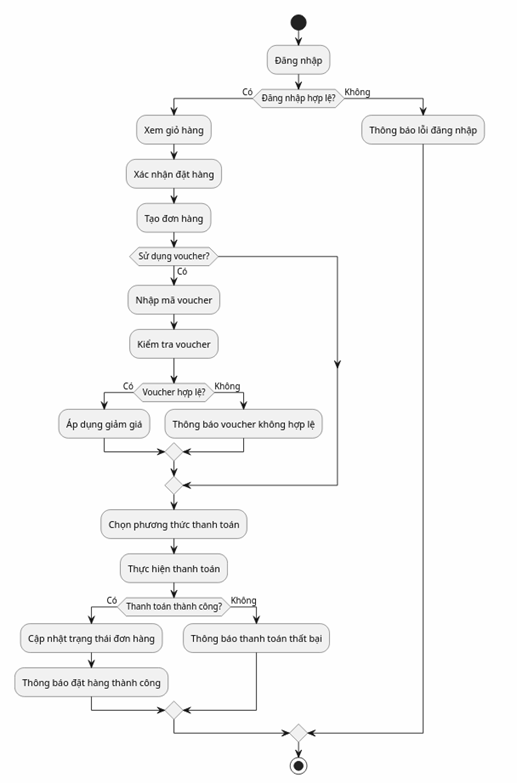 Đăng nhập
Có
Đăng nhập hợp lệ?
Không
Xem giỏ hàng
Thông báo lỗi đăng nhập
Xác nhận đặt hàng
Tạo đơn hàng
Sử dụng voucher?
Có
Nhập mã voucher
Kiểm tra voucher
Có
Voucher hợp lệ?
Không
Áp dụng giảm giá
Thông báo voucher không hợp lệ
Chọn phương thức thanh toán
Thực hiện thanh toán
Có
Thanh toán thành công?
Không
Cập nhật trạng thái đơn hàng
Thông báo thanh toán thất bại
Thông báo đặt hàng thành công